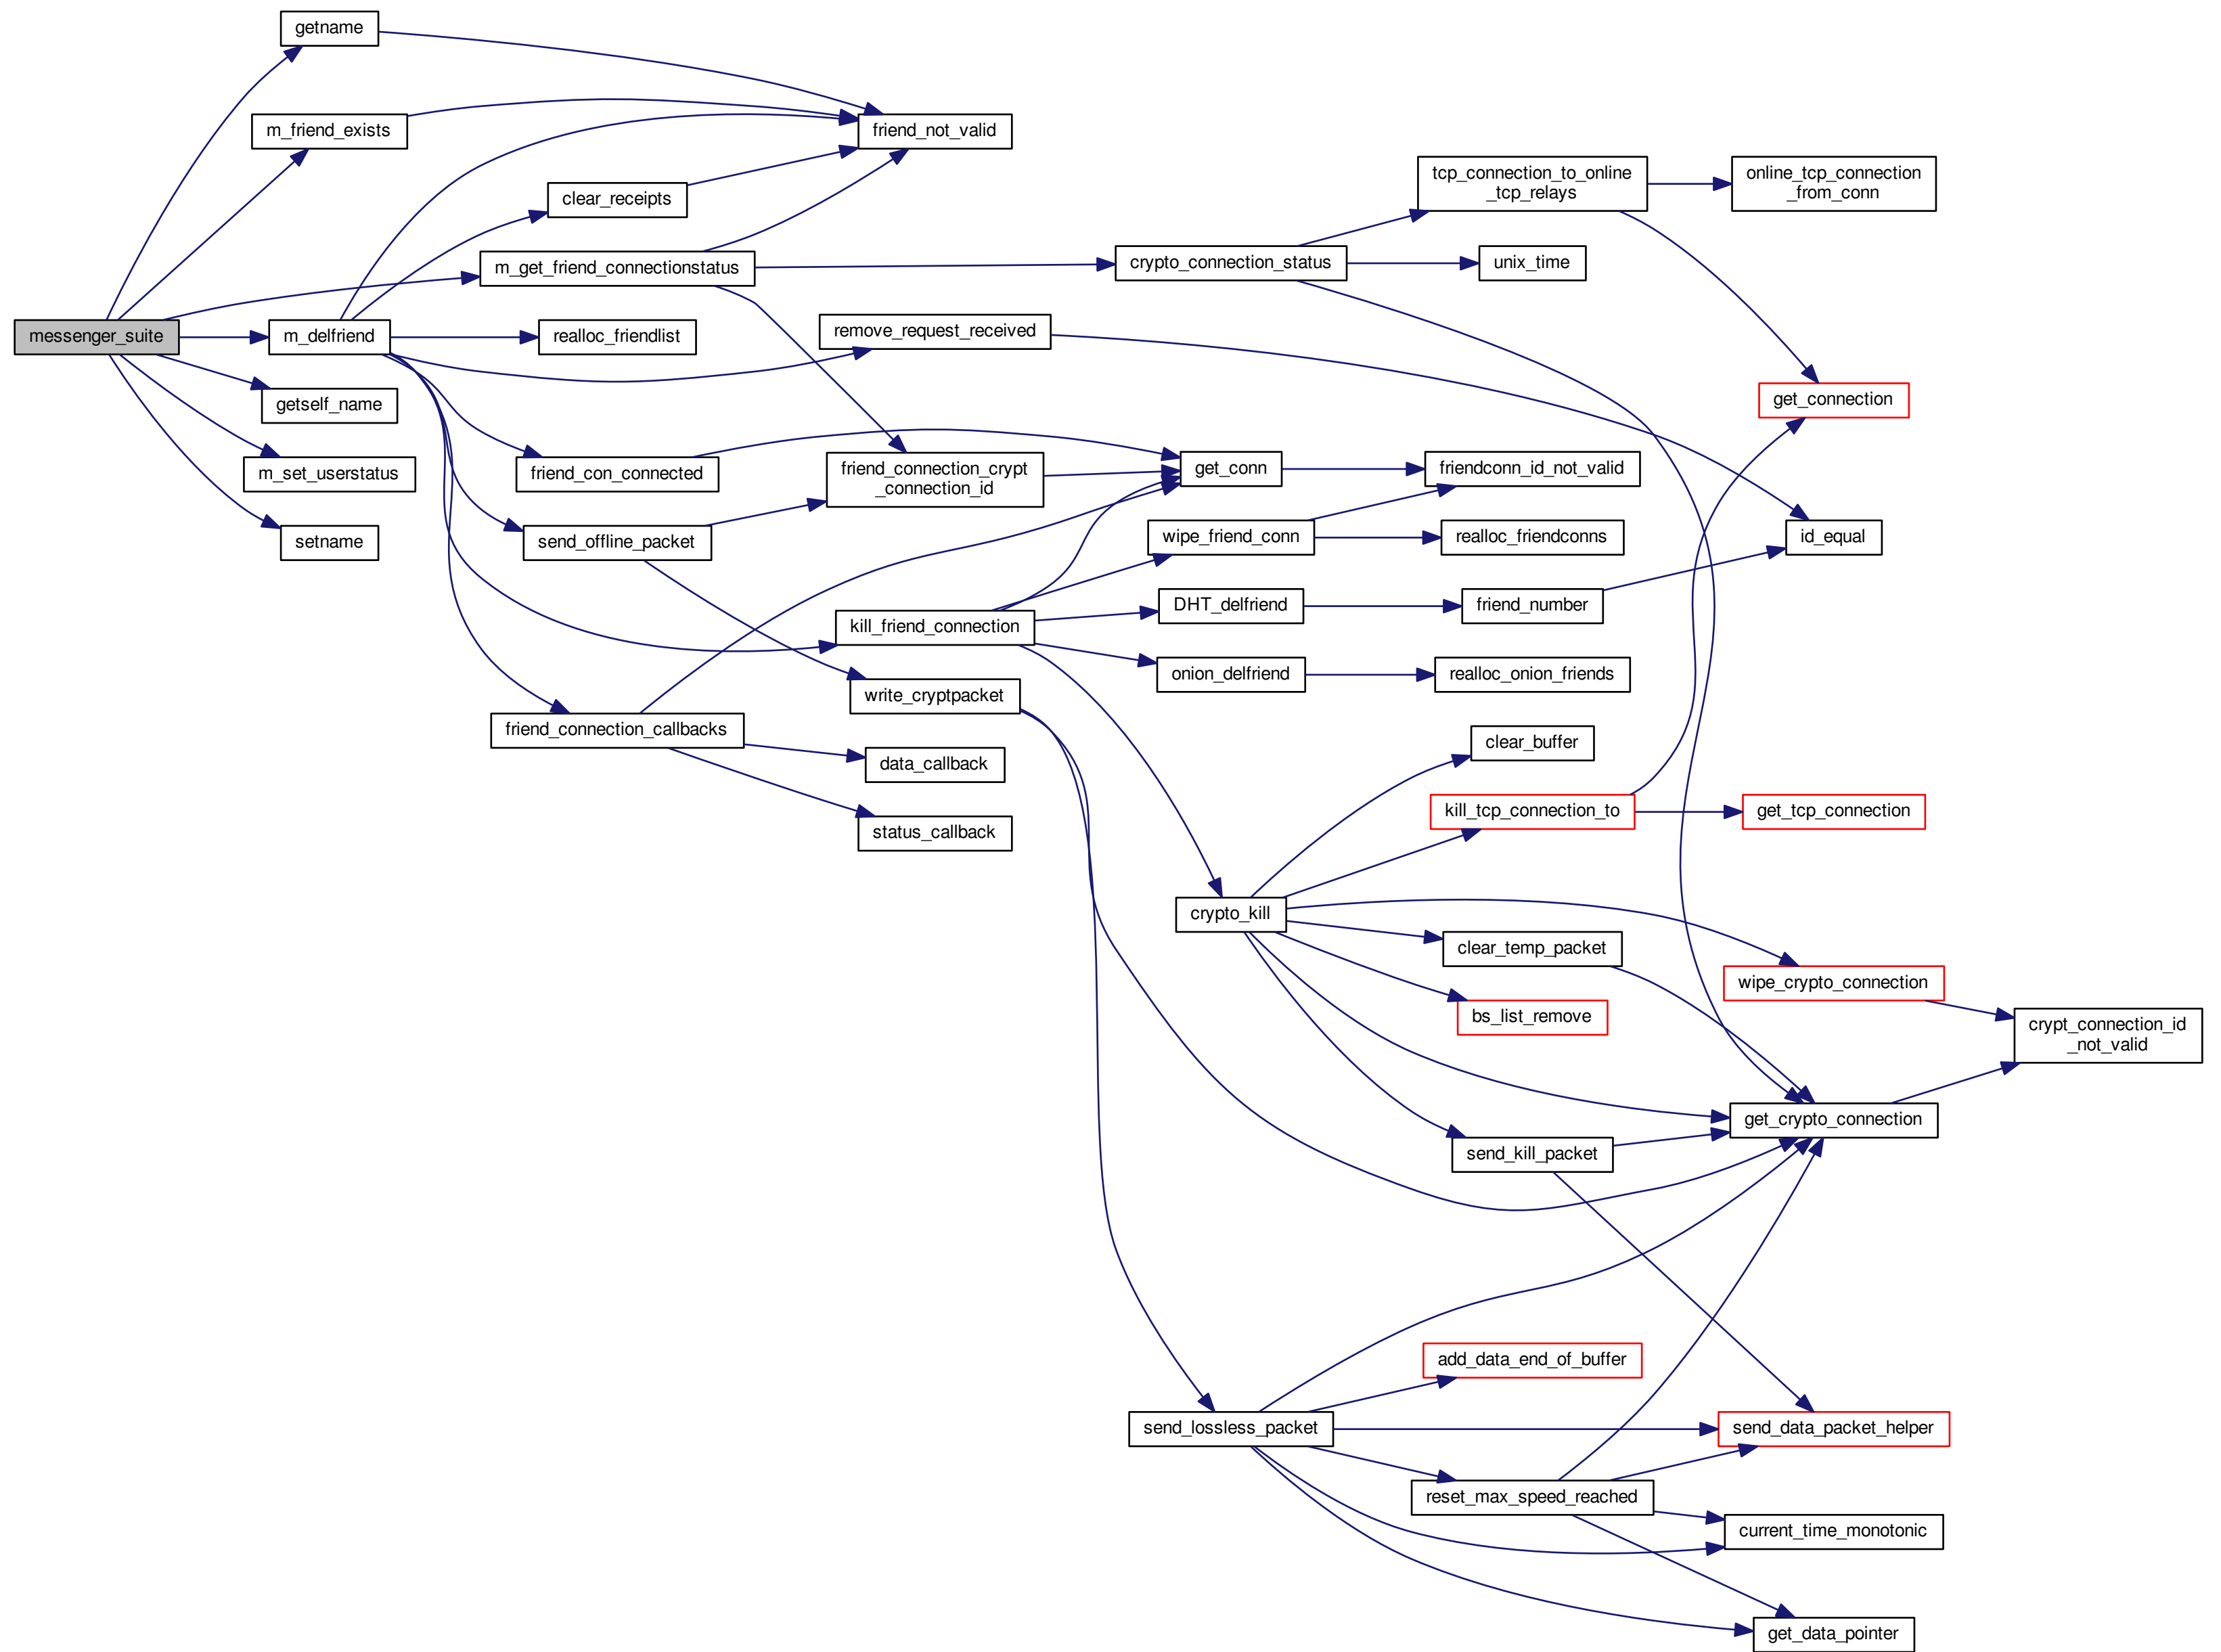 getname
m_friend_exists
friend_not_valid
clear_receipts
tcp_connection_to_online
_tcp_relays
online_tcp_connection
_from_conn
m_get_friend_connectionstatus
crypto_connection_status
unix_time
messenger_suite
m_delfriend
realloc_friendlist
remove_request_received
getself_name
get_connection
m_set_userstatus
friend_con_connected
friend_connection_crypt
_connection_id
get_conn
friendconn_id_not_valid
setname
send_offline_packet
wipe_friend_conn
realloc_friendconns
id_equal
kill_friend_connection
DHT_delfriend
friend_number
onion_delfriend
realloc_onion_friends
write_cryptpacket
friend_connection_callbacks
data_callback
clear_buffer
status_callback
kill_tcp_connection_to
get_tcp_connection
crypto_kill
clear_temp_packet
wipe_crypto_connection
bs_list_remove
crypt_connection_id
_not_valid
get_crypto_connection
send_kill_packet
add_data_end_of_buffer
send_lossless_packet
send_data_packet_helper
reset_max_speed_reached
current_time_monotonic
get_data_pointer